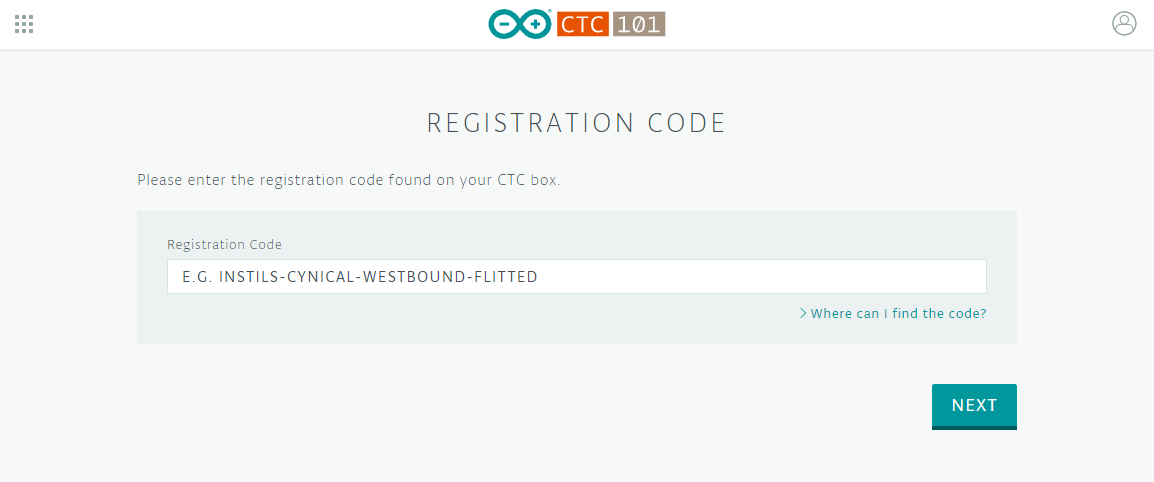 CTC 101
REGISTRATION CODE
Please enter the registration code found on your CTC box.
Registration Code
E.G. INSTILS-CYNICAL-WESTBOUND-FLITTED
> Where can I find the code?
NEXT